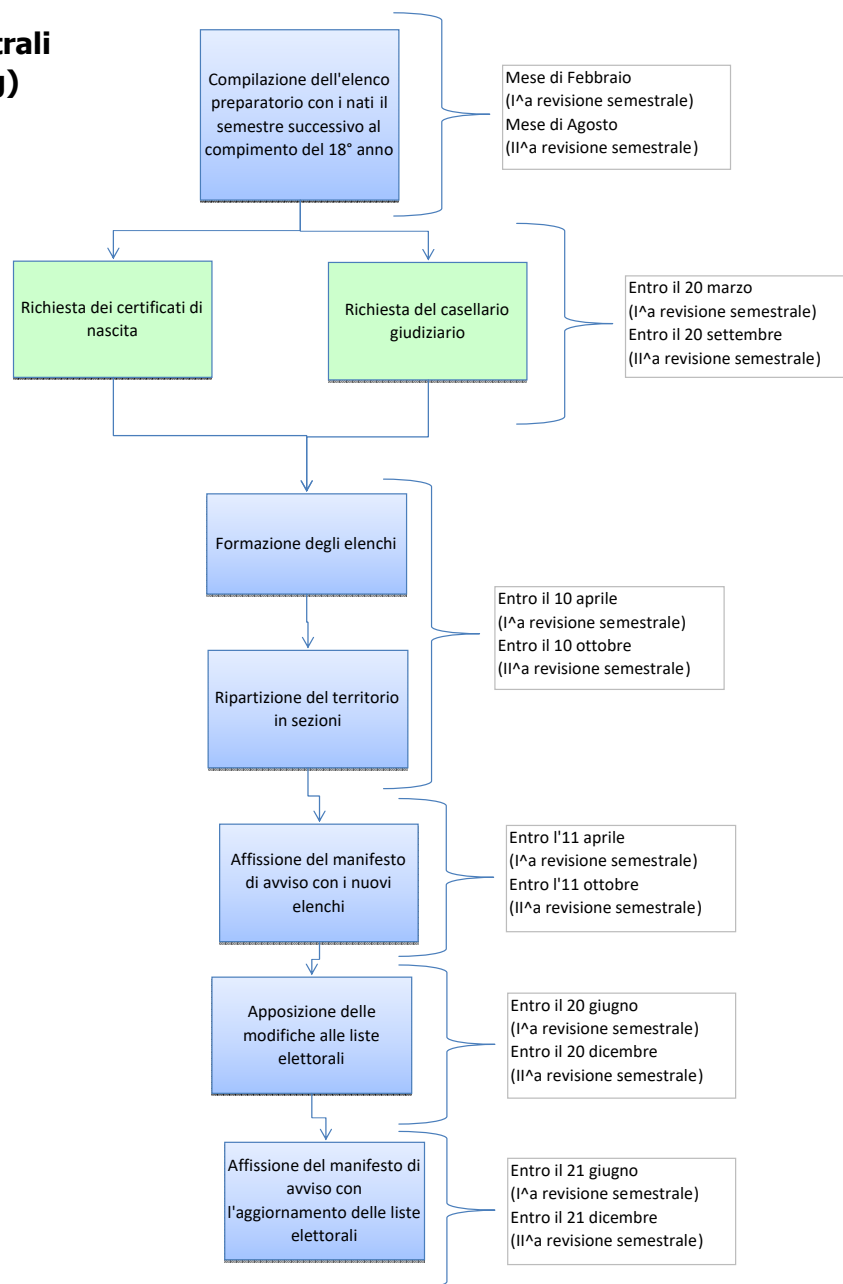 trali
)
Compilazione dell'elenco
preparatorio con i nati il
semestre successivo al
compimento del 18° anno
Mese di Febbraio
(I^a revisione semestrale)
Mese di Agosto
(II^a revisione semestrale)
Richiesta dei certificati di
nascita
Richiesta del casellario
giudiziario
Entro il 20 marzo
(I^a revisione semestrale)
Entro il 20 settembre
(II^a revisione semestrale)
Formazione degli elenchi
Ripartizione del territorio
in sezioni
Entro il 10 aprile
(I^a revisione semestrale)
Entro il 10 ottobre
(II^a revisione semestrale)
Affissione del manifesto
di avviso con i nuovi
elenchi
Entro l'11 aprile
(I^a revisione semestrale)
Entro l'11 ottobre
(II^a revisione semestrale)
Apposizione delle
modifiche alle liste
elettorali
Entro il 20 giugno
(I^a revisione semestrale)
Entro il 20 dicembre
(II^a revisione semestrale)
Affissione del manifesto di
avviso con
l'aggiornamento delle liste
elettorali
Entro il 21 giugno
(I^a revisione semestrale)
Entro il 21 dicembre
(II^a revisione semestrale)